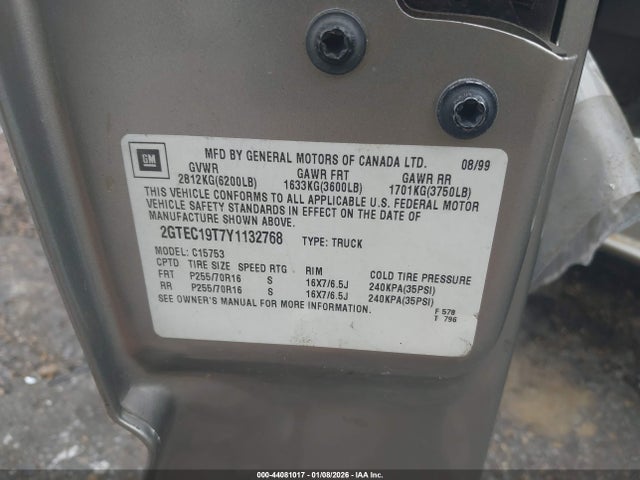 GM
MFD BY GENERAL MOTORS OF CANADA LTD. 08/99
GVWR GAWR FRT GAWR RR
2812KG(6200LB) 1633KG(3600LB) 1701KG(3750LB)
THIS VEHICLE CONFORMS TO ALL APPLICABLE U.S. FEDERAL MOTOR
VEHICLE SAFETY STANDARDS IN EFFECT ON THE DATE OF
MANUFACTURE SHOWN ABOVE
2GTEC19T7Y1132768 TYPE: TRUCK
MODEL: C15753
CPTD TIRE SIZE SPEED RTG RIM COLD TIRE PRESSURE
FRT P255/70R16 S 16X7/6.5J 240KPA(35PSI)
RR P255/70R16 S 16X7/6.5J 240KPA(35PSI)
SEE OWNER'S MANUAL FOR MORE INFORMATION.
F 578
T 796
000-44081017 - 01/08/2026 - IAA Inc.